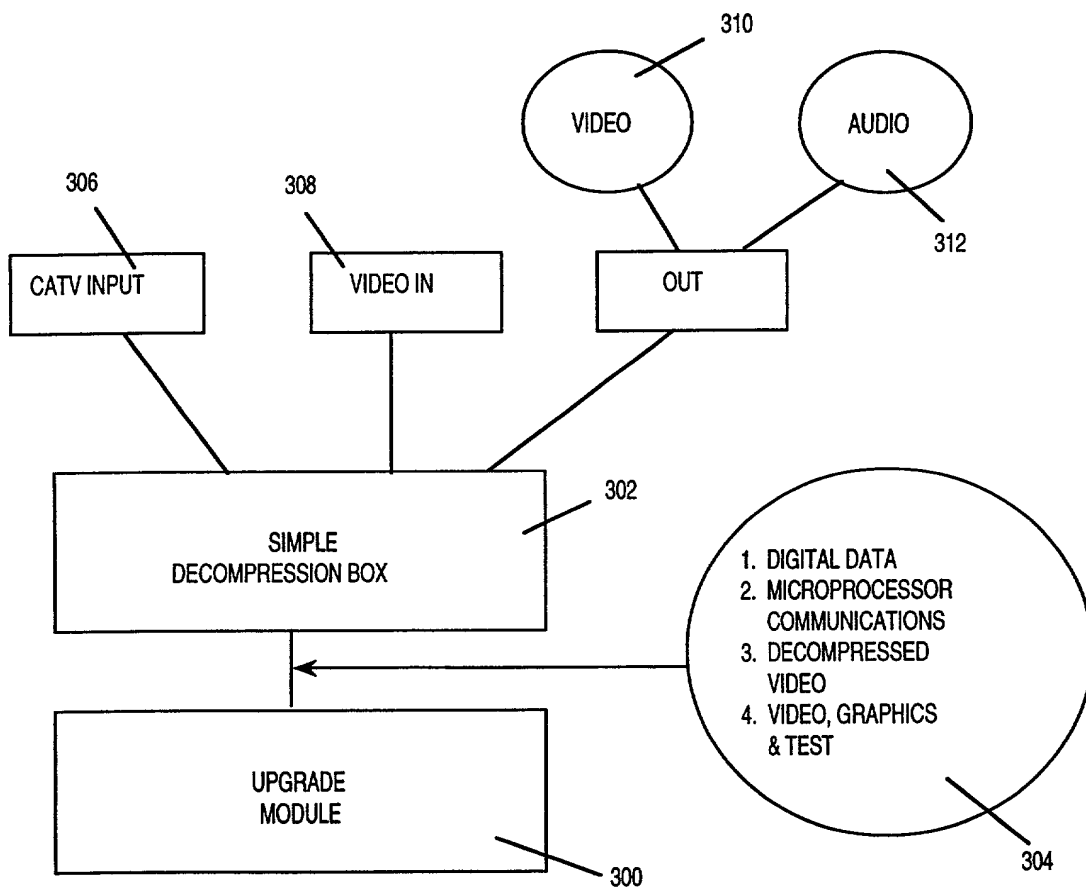 310
VIDEO
AUDIO
306
308
312
CATV INPUT
VIDEO IN
OUT
302
SIMPLE
DECOMPRESSION BOX
1. DIGITAL DATA
2. MICROPROCESSOR
COMMUNICATIONS
3. DECOMPRESSED
VIDEO
4. VIDEO, GRAPHICS
& TEST
UPGRADE
MODULE
304
300